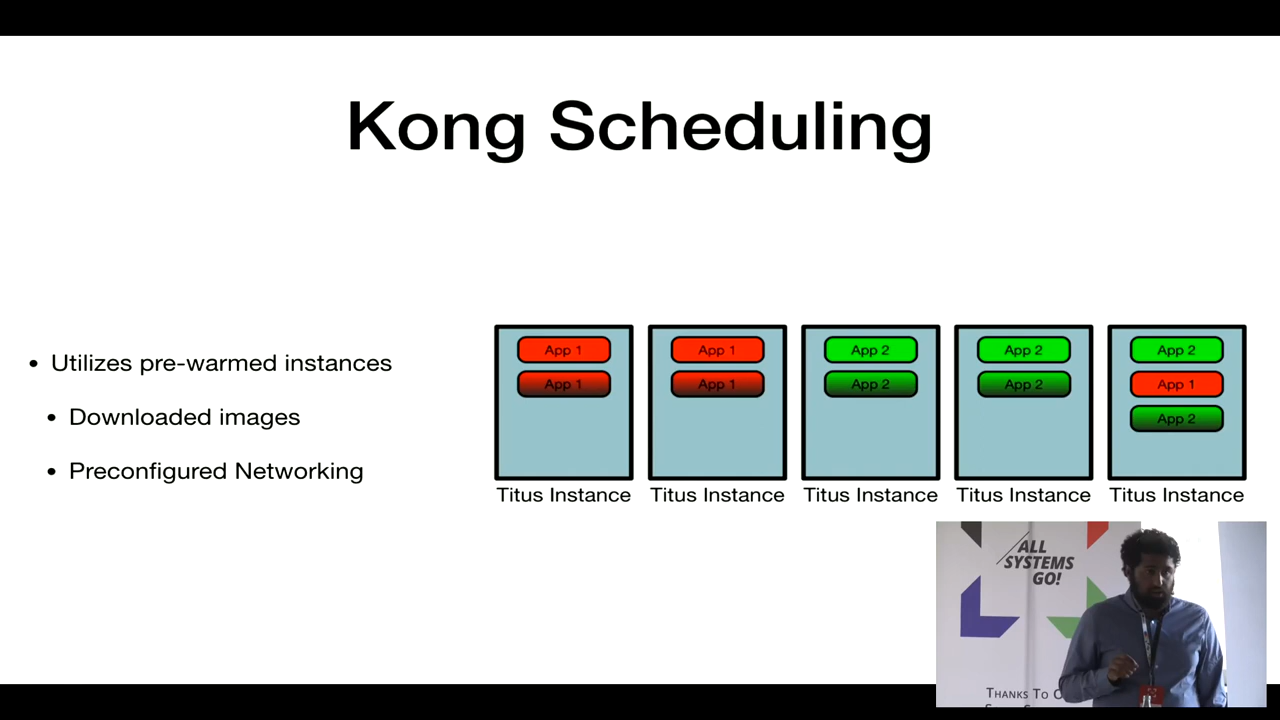 Kong Scheduling
• Utilizes pre-warmed instances
• Downloaded images
• Preconfigured Networking
App 1
App 1
Titus Instance
App 1
App 1
Titus Instance
App 2
App 2
Titus Instance
App 2
App 2
Titus Instance
App 2
App 1
App 2
Titus Instance
ALL
SYSTEMS
GO!
THANKS TO